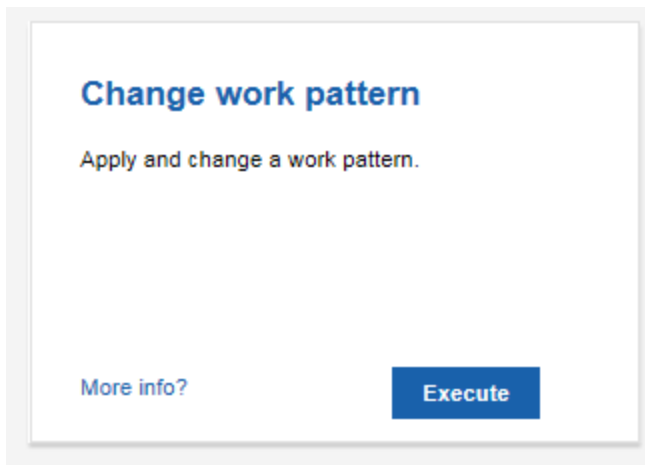 Change work pattern
Apply and change a work pattern.
More info?
Execute